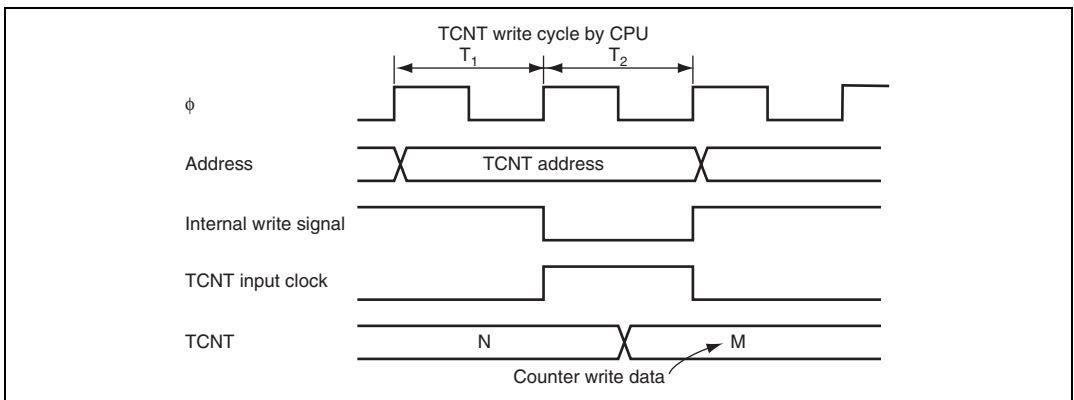 TCNT write cycle by CPU
T₁ T₂
φ
Address TCNT address
Internal write signal
TCNT input clock
TCNT N M
Counter write data